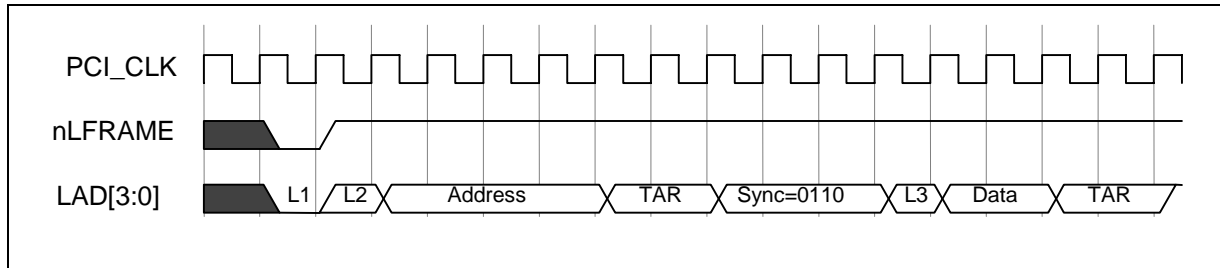 PCI_CLK
nLFRAME
LAD[3:0] L1 L2 Address TAR Sync=0110 L3 Data TAR